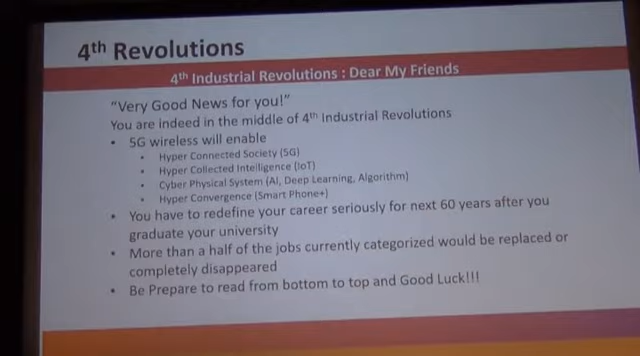 4th Revolutions
4th Industrial Revolutions : Dear My Friends
"Very Good News for you!"
You are indeed in the middle of 4th Industrial Revolutions
• 5G wireless will enable
• Hyper Connected Society (5G)
• Hyper Collected Intelligence (IoT)
• Cyber Physical System (AI, Deep Learning, Algorithm)
• Hyper Convergence (Smart Phone+)
• You have to redefine your career seriously for next 60 years after you
graduate your university
• More than a half of the jobs currently categorized would be replaced or
completely disappeared
• Be Prepare to read from bottom to top and Good Luck!!!